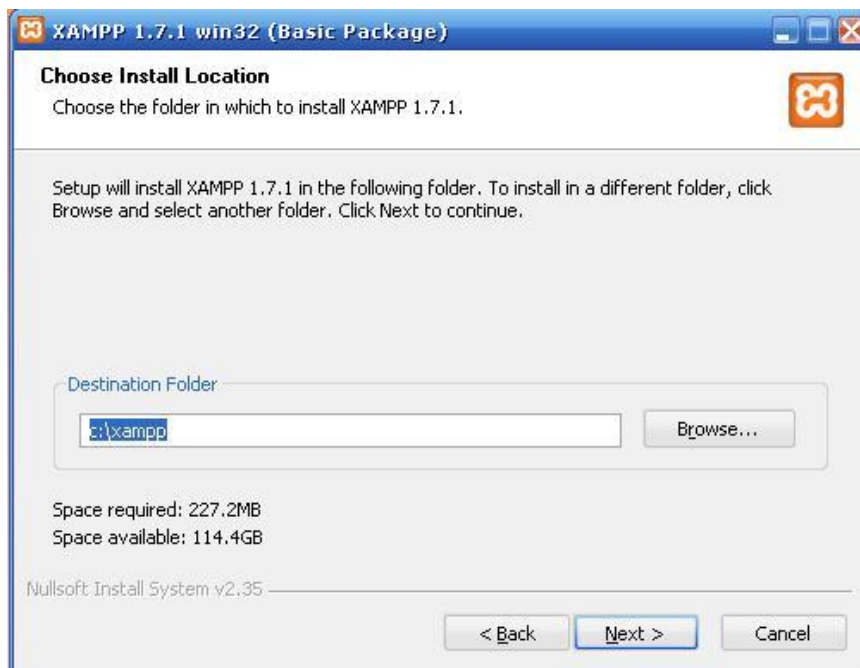 XAMPP 1.7.1 win32 (Basic Package)
Choose Install Location
Choose the folder in which to install XAMPP 1.7.1.
Setup will install XAMPP 1.7.1 in the following folder. To install in a different folder, click
Browse and select another folder. Click Next to continue.
Destination Folder
c:\xampp
Browse...
Space required: 227.2MB
Space available: 114.4GB
Nullsoft Install System v2.35
< Back
Next >
Cancel